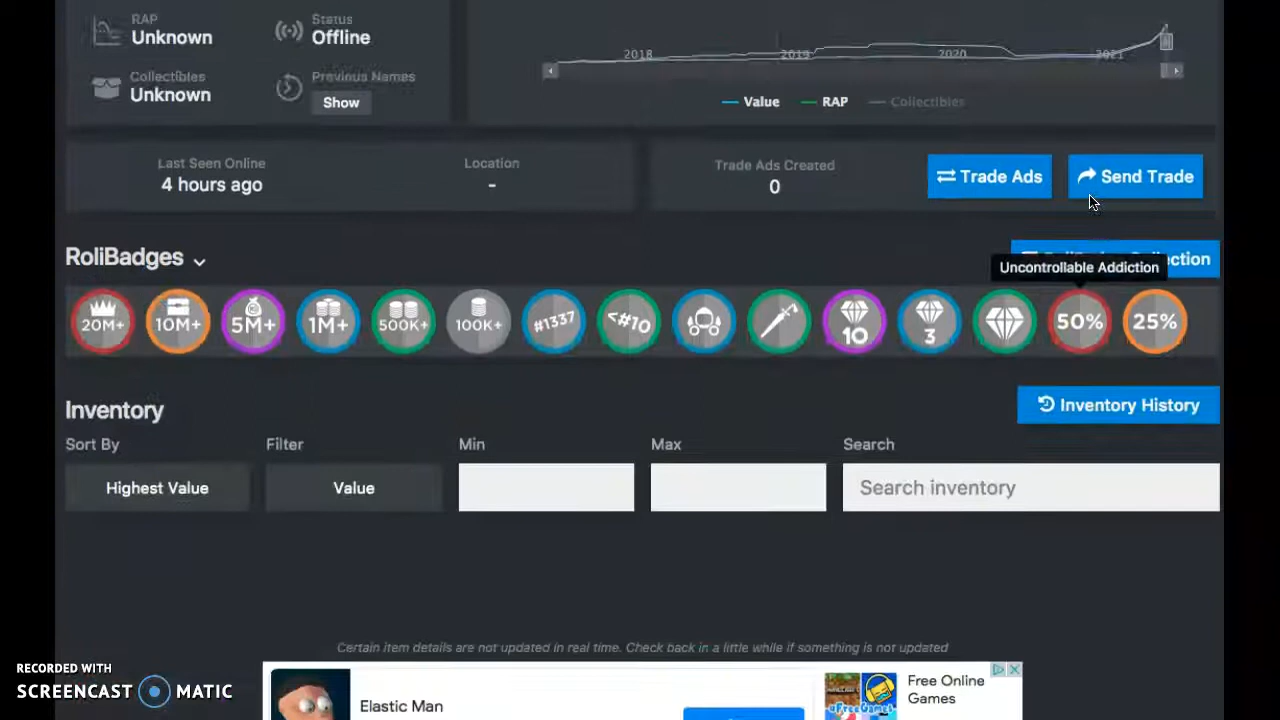 RAP
Unknown
Status
Offline
Collectibles
Unknown
Previous Names
Show
2018
2019
2020
2021
Value
RAP
Collectibles
Last Seen Online
4 hours ago
Location
-
Trade Ads Created
0
Trade Ads
Send Trade
RoliBadges
Uncontrollable Addiction
20M+
10M+
5M+
1M+
500K+
100K+
#1337
<#10
10
3
50%
25%
Inventory
Inventory History
Sort By
Filter
Min
Max
Search
Highest Value
Value
Search inventory
Certain item details are not updated in real time. Check back in a little while if something is not updated
RECORDED WITH
SCREENCAST MATIC
Elastic Man
Free Online
Games